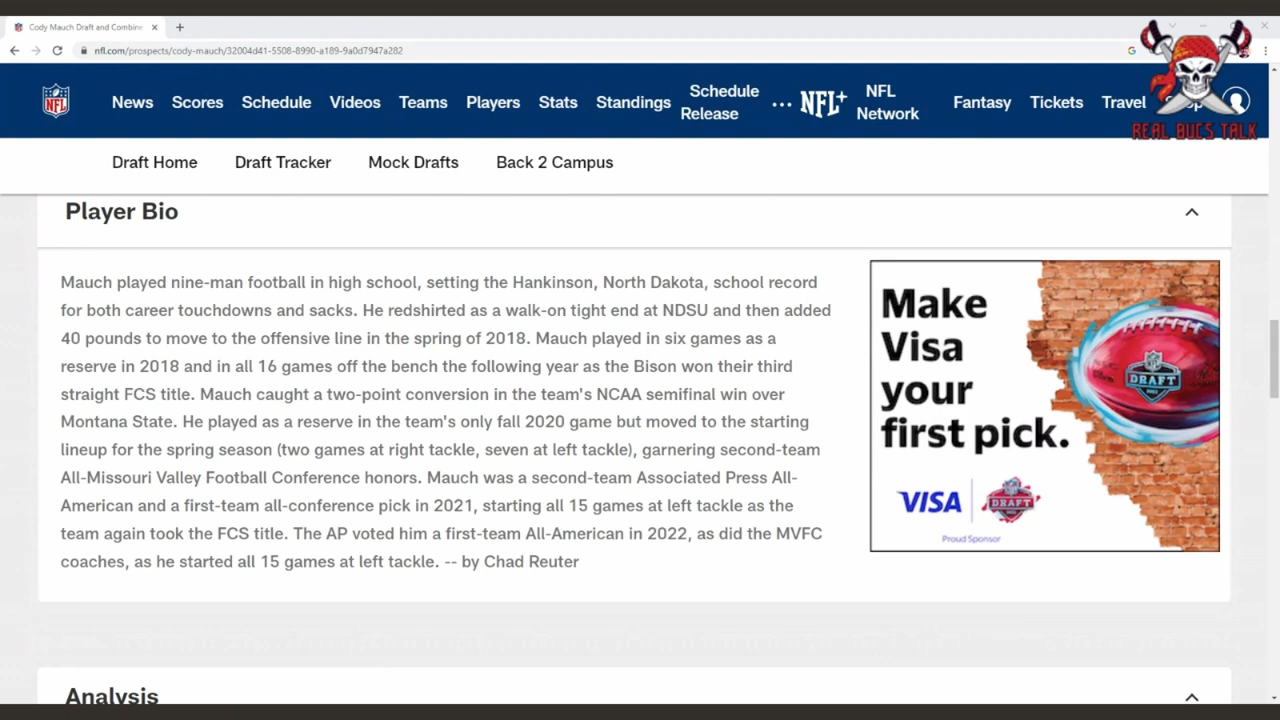 Cody Mauch Draft and Combine
nfl.com/prospects/cody-mauch/32004d41-5508-8990-a189-9a0d7947a282
NFL
News Scores Schedule Videos Teams Players Stats Standings Schedule Release ... NFL+ NFL Network Fantasy Tickets Travel
REAL BUCS TALK
Draft Home Draft Tracker Mock Drafts Back 2 Campus
Player Bio
Mauch played nine-man football in high school, setting the Hankinson, North Dakota, school record
for both career touchdowns and sacks. He redshirted as a walk-on tight end at NDSU and then added
40 pounds to move to the offensive line in the spring of 2018. Mauch played in six games as a
reserve in 2018 and in all 16 games off the bench the following year as the Bison won their third
straight FCS title. Mauch caught a two-point conversion in the team's NCAA semifinal win over
Montana State. He played as a reserve in the team's only fall 2020 game but moved to the starting
lineup for the spring season (two games at right tackle, seven at left tackle), garnering second-team
All-Missouri Valley Football Conference honors. Mauch was a second-team Associated Press All-
American and a first-team all-conference pick in 2021, starting all 15 games at left tackle as the
team again took the FCS title. The AP voted him a first-team All-American in 2022, as did the MVFC
coaches, as he started all 15 games at left tackle. -- by Chad Reuter
Make
Visa
your
first pick.
DRAFT
VISA
DRAFT
Proud Sponsor
Analysis